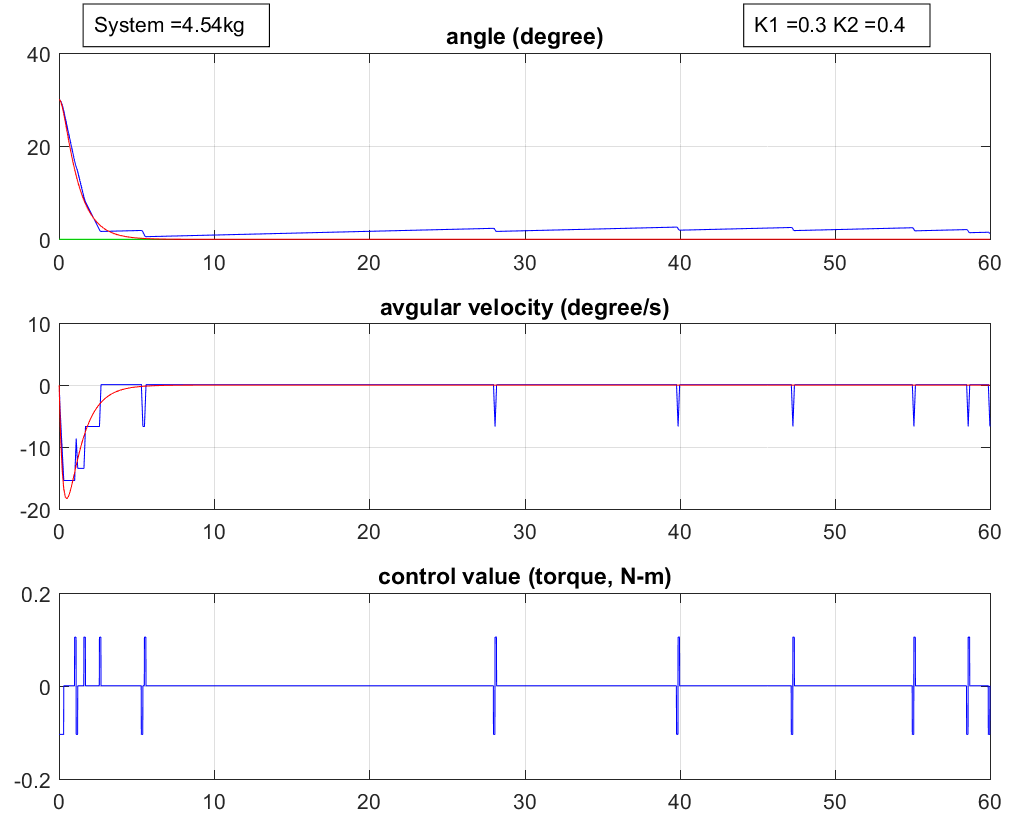 System =4.54kg
K1 =0.3 K2 =0.4
angle (degree)
40
20
0
0 10 20 30 40 50 60
avgular velocity (degree/s)
10
0
-10
-20
0 10 20 30 40 50 60
control value (torque, N-m)
0.2
0
-0.2
0 10 20 30 40 50 60